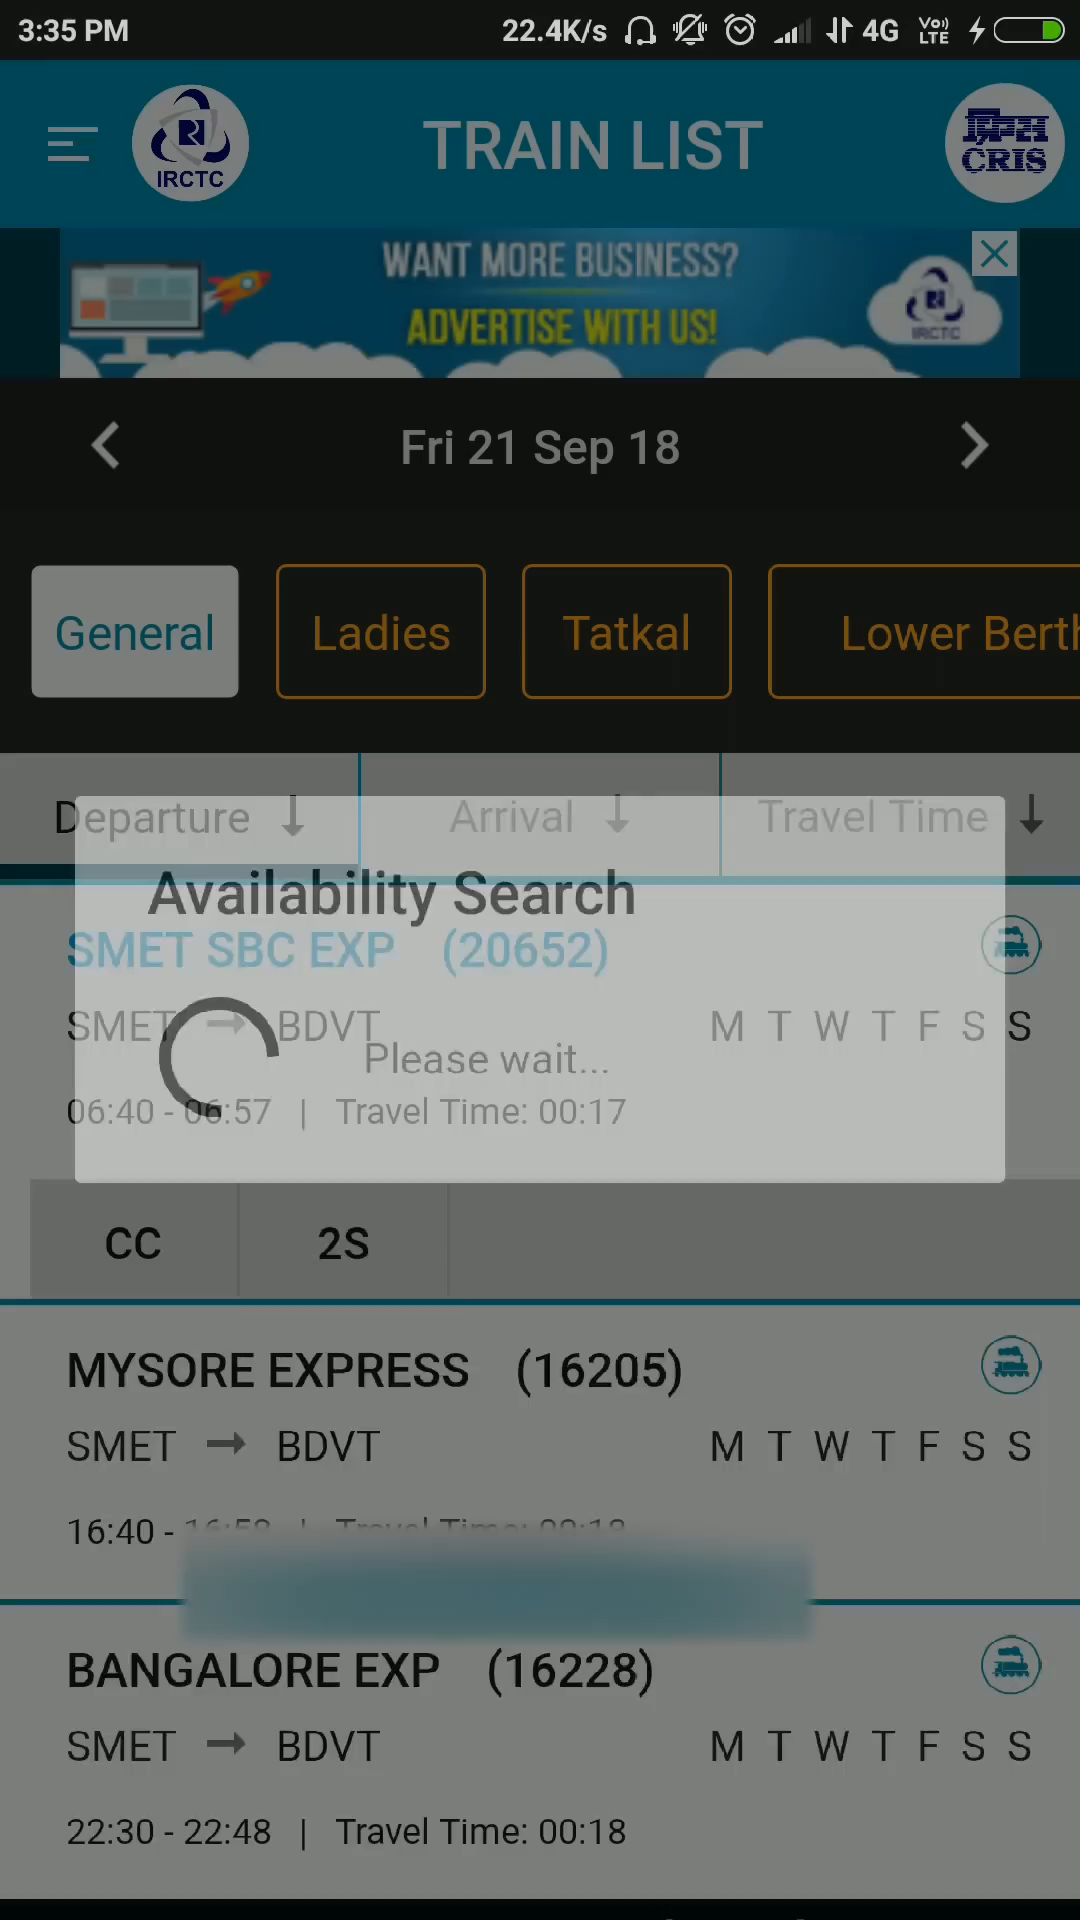 3:35 PM 22.4K/s 4G Vo)) LTE
IRCTC
TRAIN LIST
क्रिस
CRIS
WANT MORE BUSINESS?
ADVERTISE WITH US!
IRCTC
Fri 21 Sep 18
General Ladies Tatkal Lower Berth
Departure ↓ Arrival ↓ Travel Time ↓
Availability Search
SMET SBC EXP (20652)
SMET → BDVT M T W T F S S
Please wait...
06:40 - 06:57 | Travel Time: 00:17
CC 2S
MYSORE EXPRESS (16205)
SMET → BDVT M T W T F S S
16:40 - 16:58 | Travel Time: 00:18
BANGALORE EXP (16228)
SMET → BDVT M T W T F S S
22:30 - 22:48 | Travel Time: 00:18